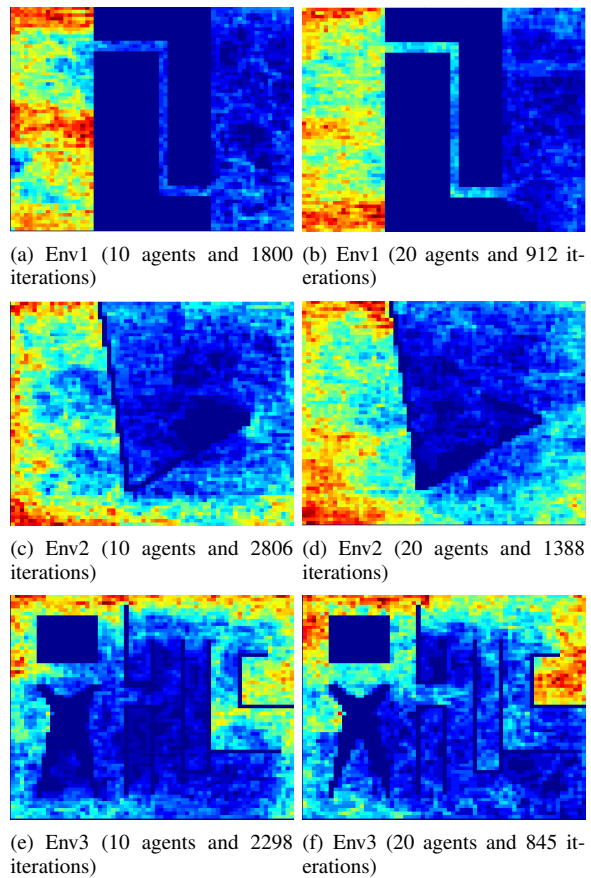 (a) Env1 (10 agents and 1800
iterations)
(b) Env1 (20 agents and 912 it-
erations)
(c) Env2 (10 agents and 2806
iterations)
(d) Env2 (20 agents and 1388
iterations)
(e) Env3 (10 agents and 2298
iterations)
(f) Env3 (20 agents and 845 it-
erations)